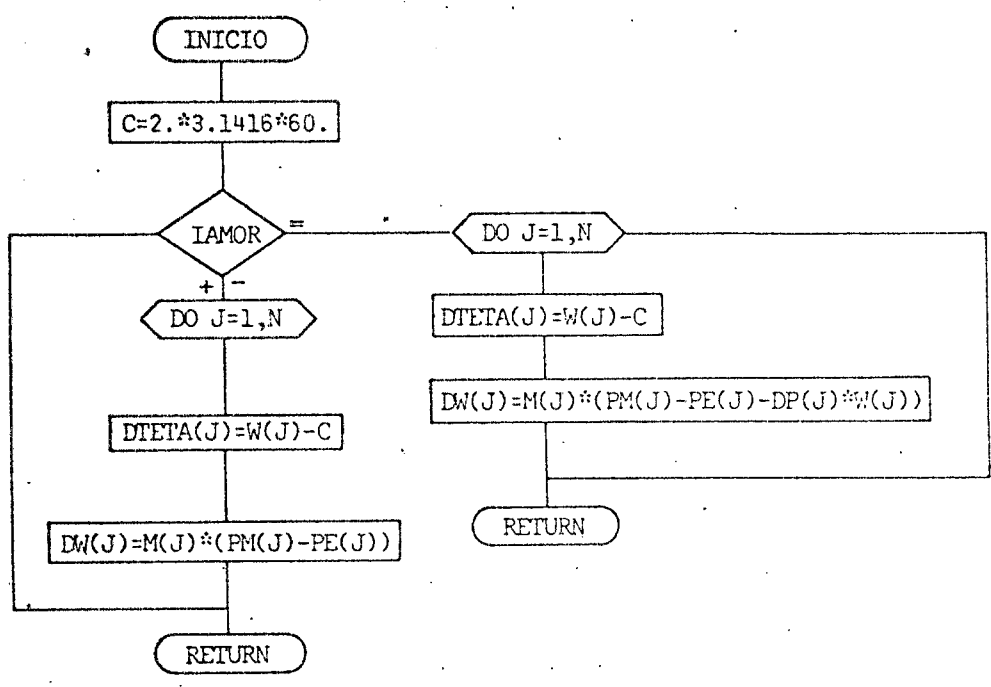 INICIO
C=2.*3.1416*60.
IAMOR
=
+ -
DO J=1,N
DTETA(J)=W(J)-C
DW(J)=M(J)*(PM(J)-PE(J))
RETURN
DO J=1,N
DTETA(J)=W(J)-C
DW(J)=M(J)*(PM(J)-PE(J)-DP(J)*W(J))
RETURN